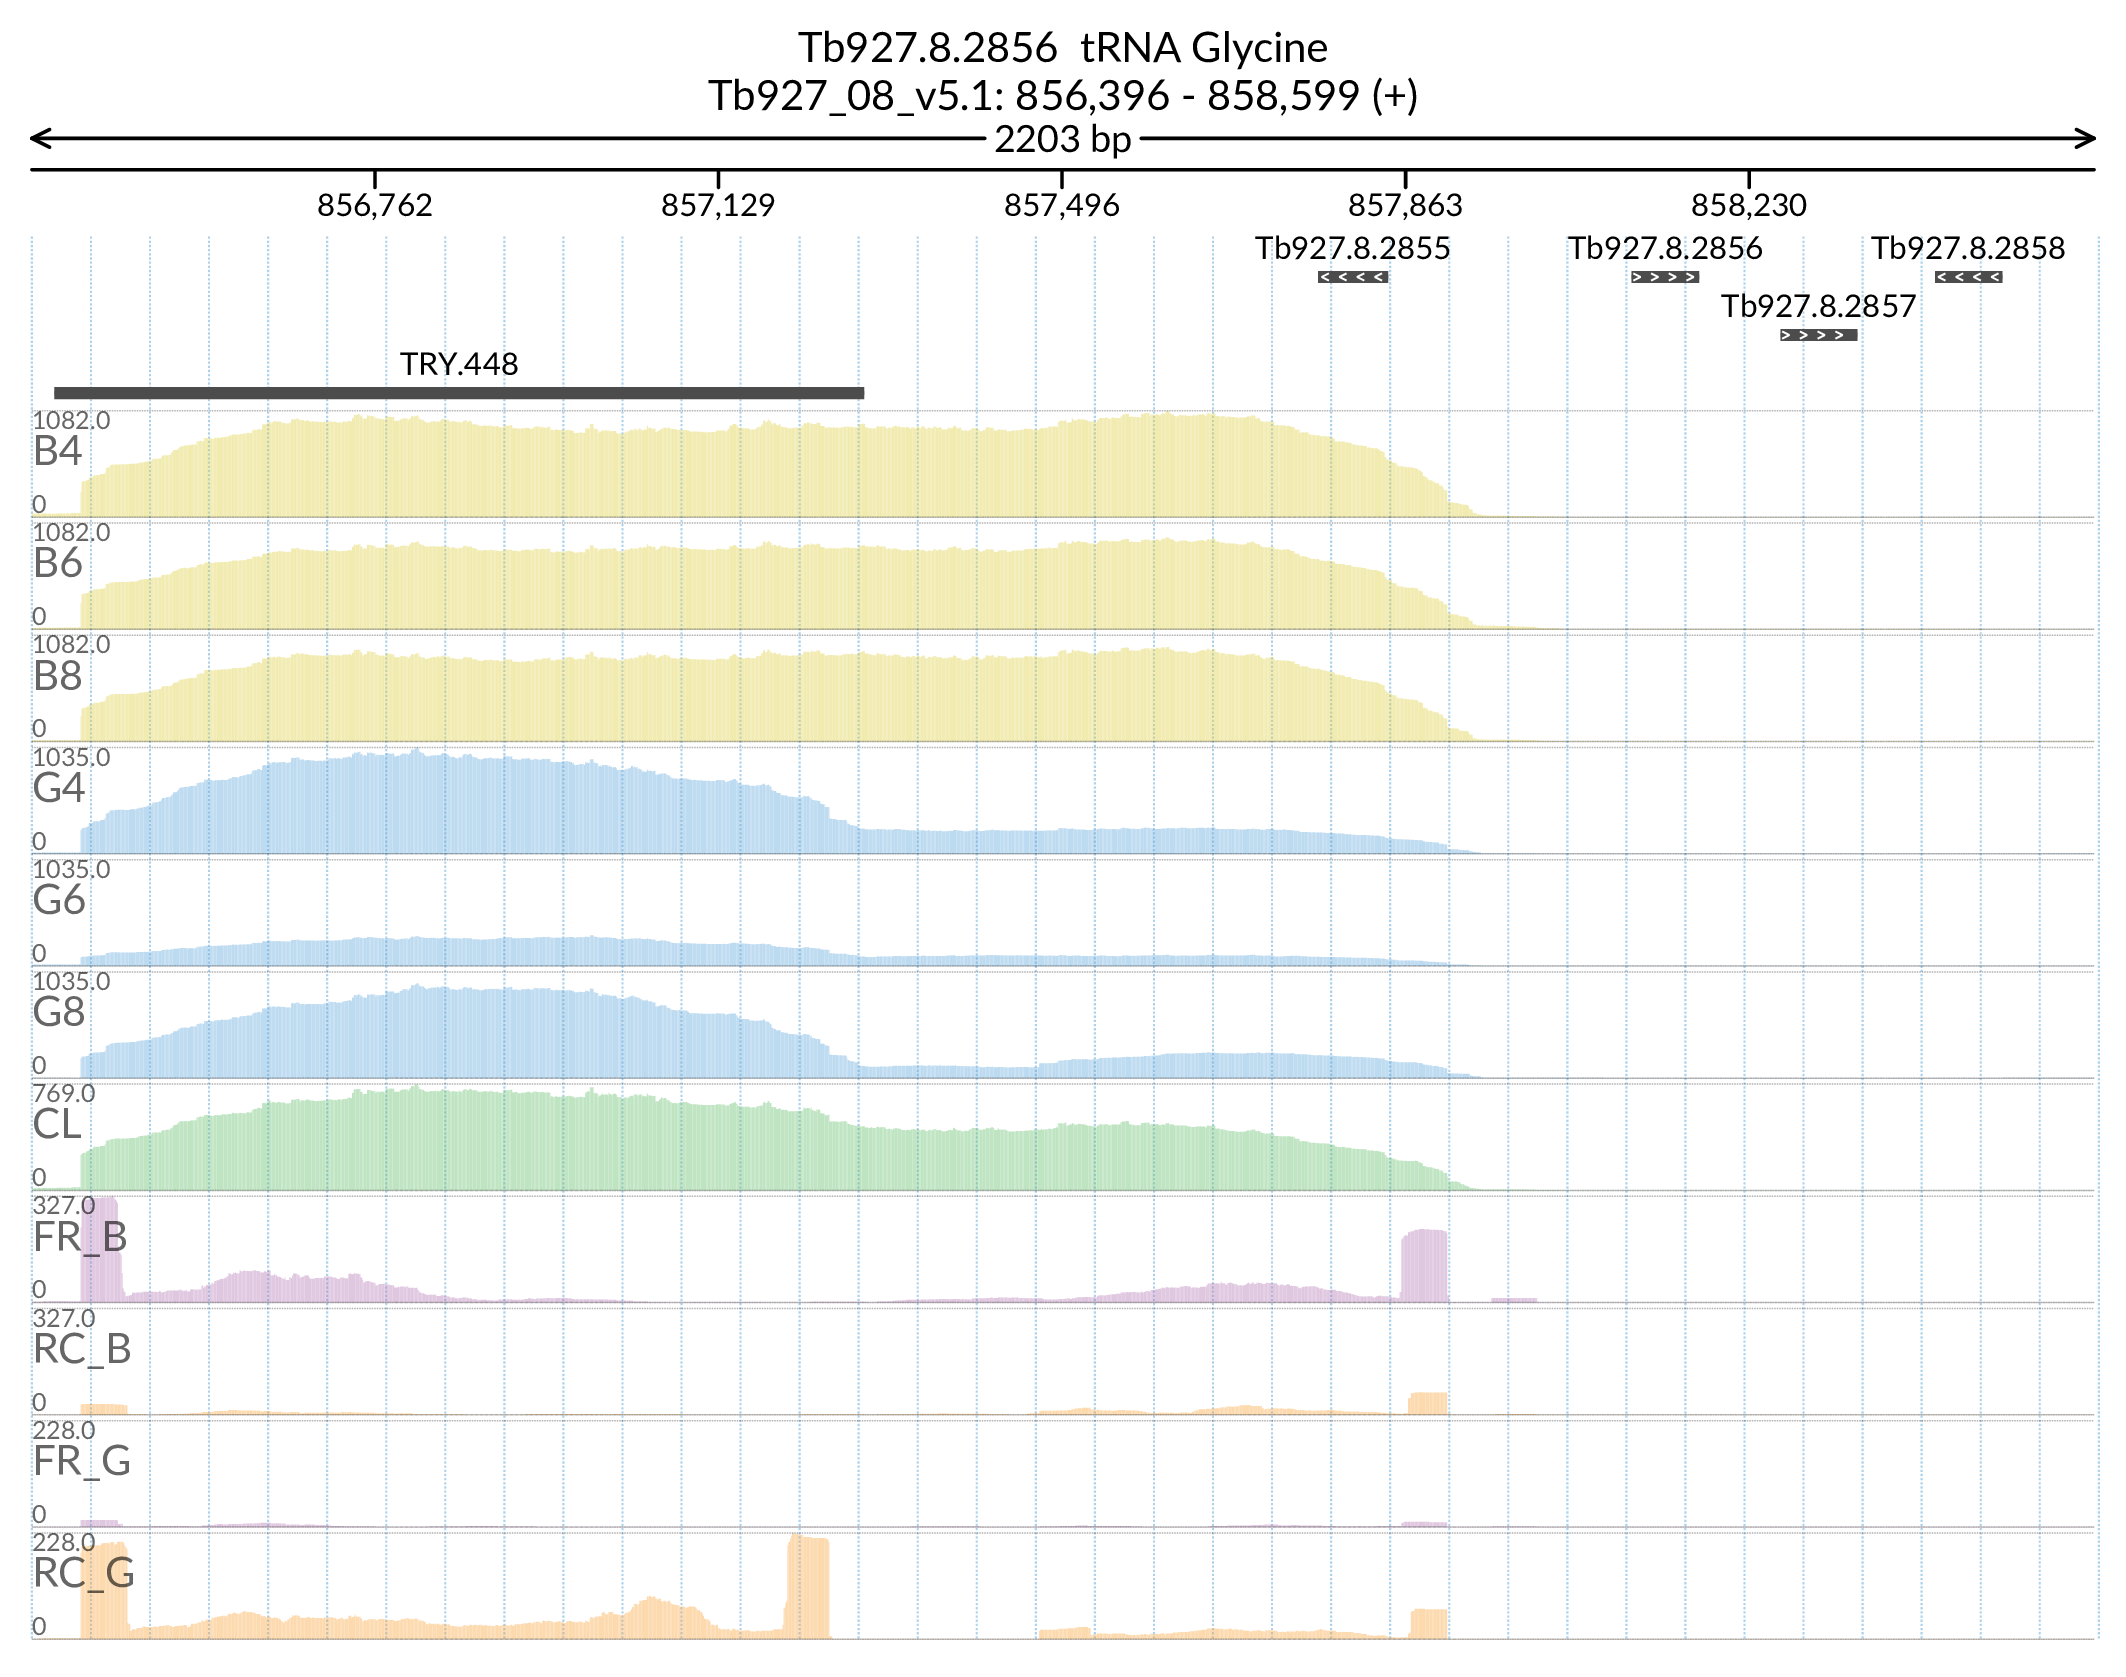 Tb927.8.2856 tRNA Glycine
Tb927_08_v5.1: 856,396 - 858,599 (+)
2203 bp
856,762 857,129 857,496 857,863 858,230
Tb927.8.2855 Tb927.8.2856 Tb927.8.2858
Tb927.8.2857
TRY.448
1082.0
B4
0
1082.0
B6
0
1082.0
B8
0
1035.0
G4
0
1035.0
G6
0
1035.0
G8
0
769.0
CL
0
327.0
FR_B
0
327.0
RC_B
0
228.0
FR_G
0
228.0
RC_G
0